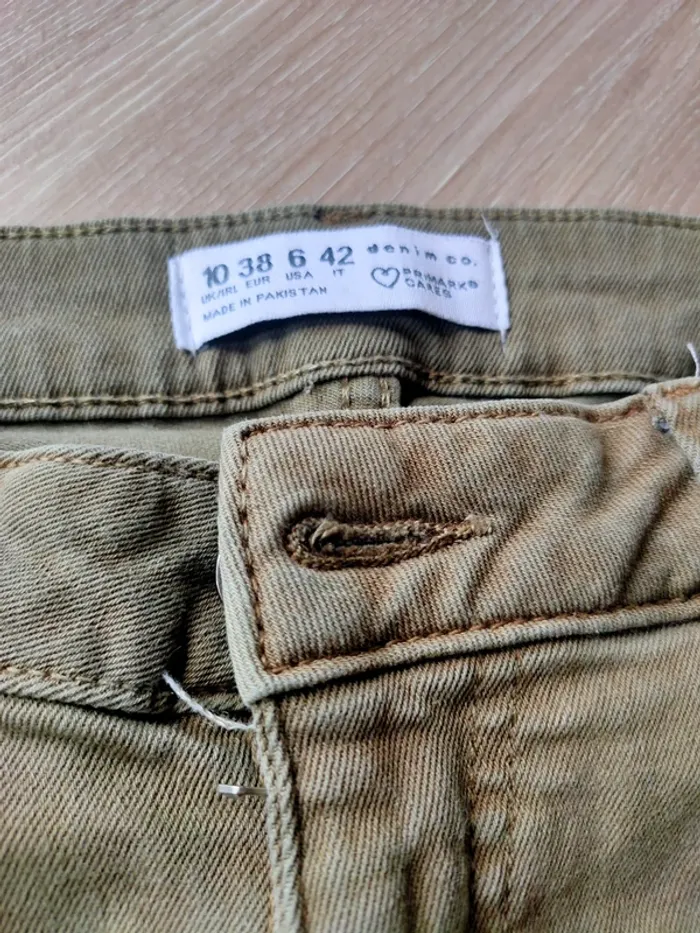 10 38 6 42 denim co.
UK/IRL EUR USA IT PRIMARK®
MADE IN PAKISTAN CARES